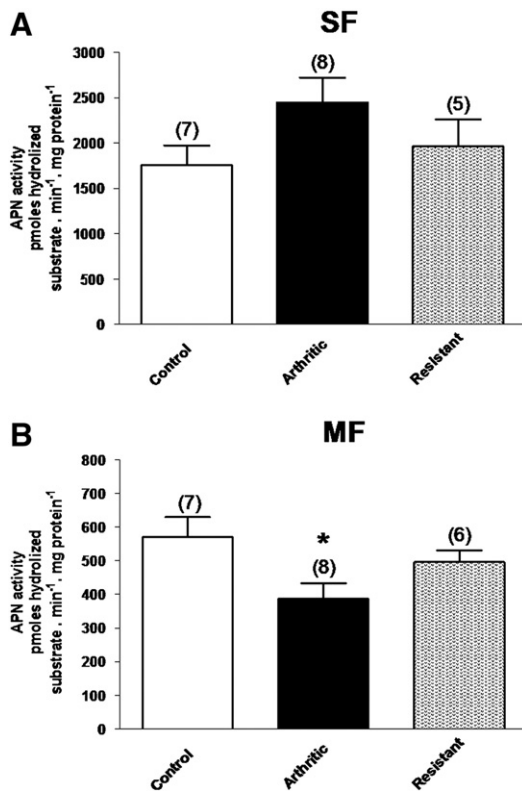 A
SF
APN activity
pmoles hydrolized
substrate . min⁻¹ . mg protein⁻¹
3000
2500
2000
1500
1000
500
0
(7)
(8)
(5)
Control
Arthritic
Resistant
B
MF
APN activity
pmoles hydrolized
substrate . min⁻¹ . mg protein⁻¹
800
700
600
500
400
300
200
100
0
(7)
*
(8)
(6)
Control
Arthritic
Resistant